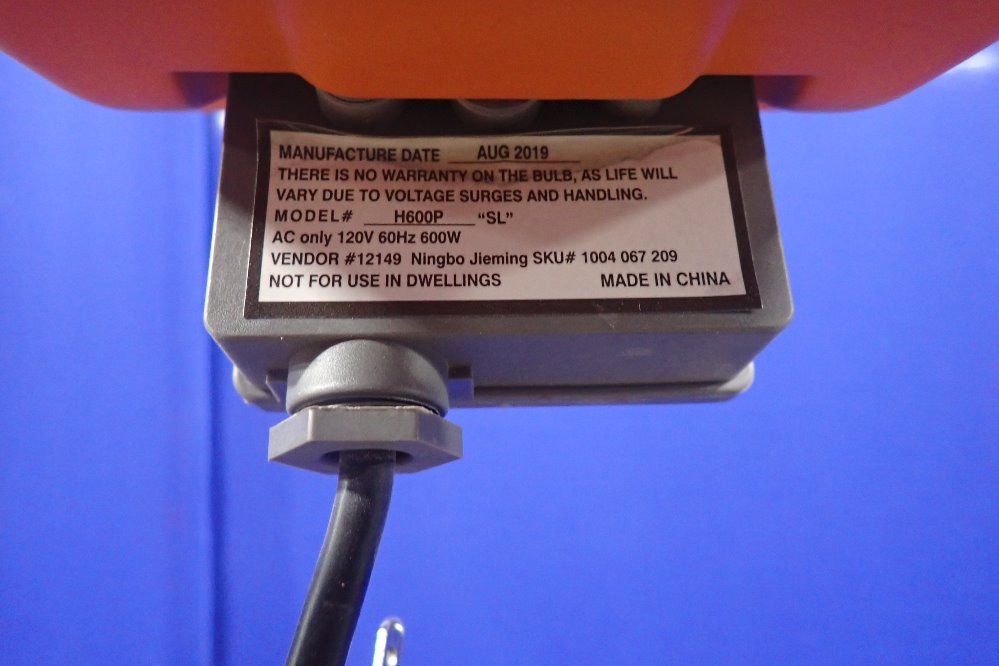 MANUFACTURE DATE AUG 2019
THERE IS NO WARRANTY ON THE BULB, AS LIFE WILL
VARY DUE TO VOLTAGE SURGES AND HANDLING.
MODEL# H600P "SL"
AC only 120V 60Hz 600W
VENDOR #12149 Ningbo Jieming SKU# 1004 067 209
NOT FOR USE IN DWELLINGS MADE IN CHINA